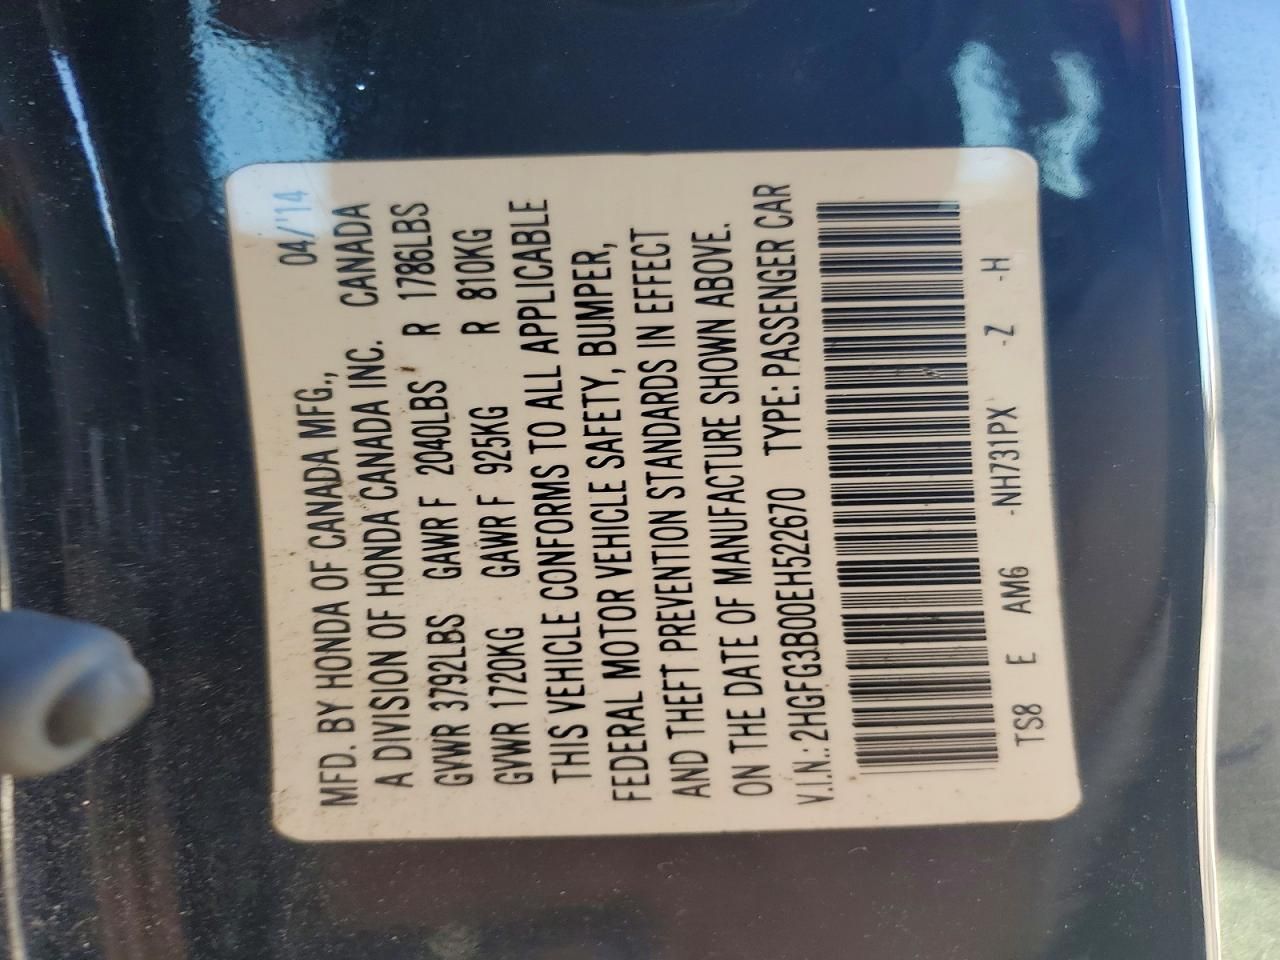 04/'14
MFD. BY HONDA OF CANADA MFG.,
A DIVISION OF HONDA CANADA INC. CANADA
GVWR 3792LBS GAWR F 2040LBS R 1786LBS
GVWR 1720KG GAWR F 925KG R 810KG
THIS VEHICLE CONFORMS TO ALL APPLICABLE
FEDERAL MOTOR VEHICLE SAFETY, BUMPER,
AND THEFT PREVENTION STANDARDS IN EFFECT
ON THE DATE OF MANUFACTURE SHOWN ABOVE.
V.I.N.: 2HGFG3B00EH522670 TYPE: PASSENGER CAR
TS8 E AM6 -NH731PX -Z -H